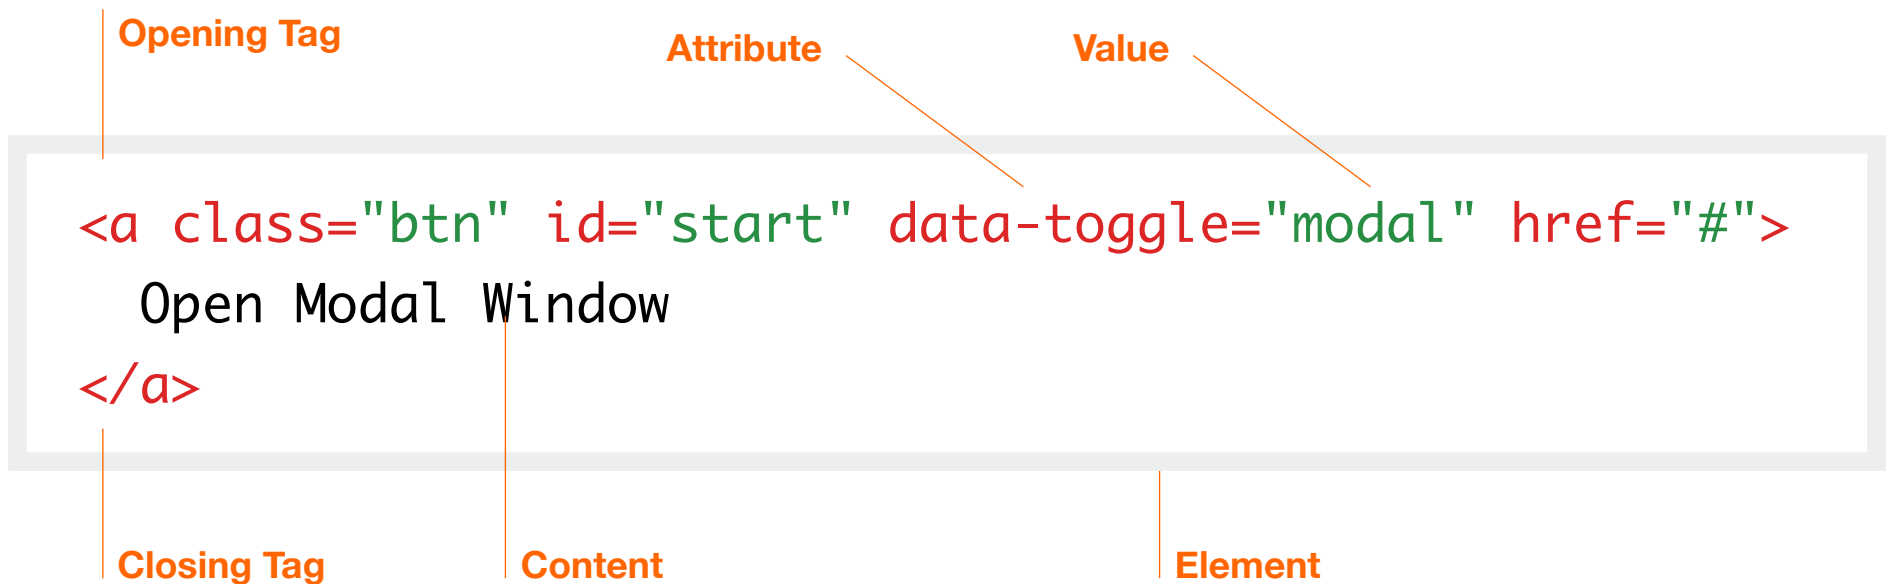 Opening Tag
Attribute
Value
<a class="btn" id="start" data-toggle="modal" href="#">
Open Modal Window
</a>
Closing Tag
Content
Element